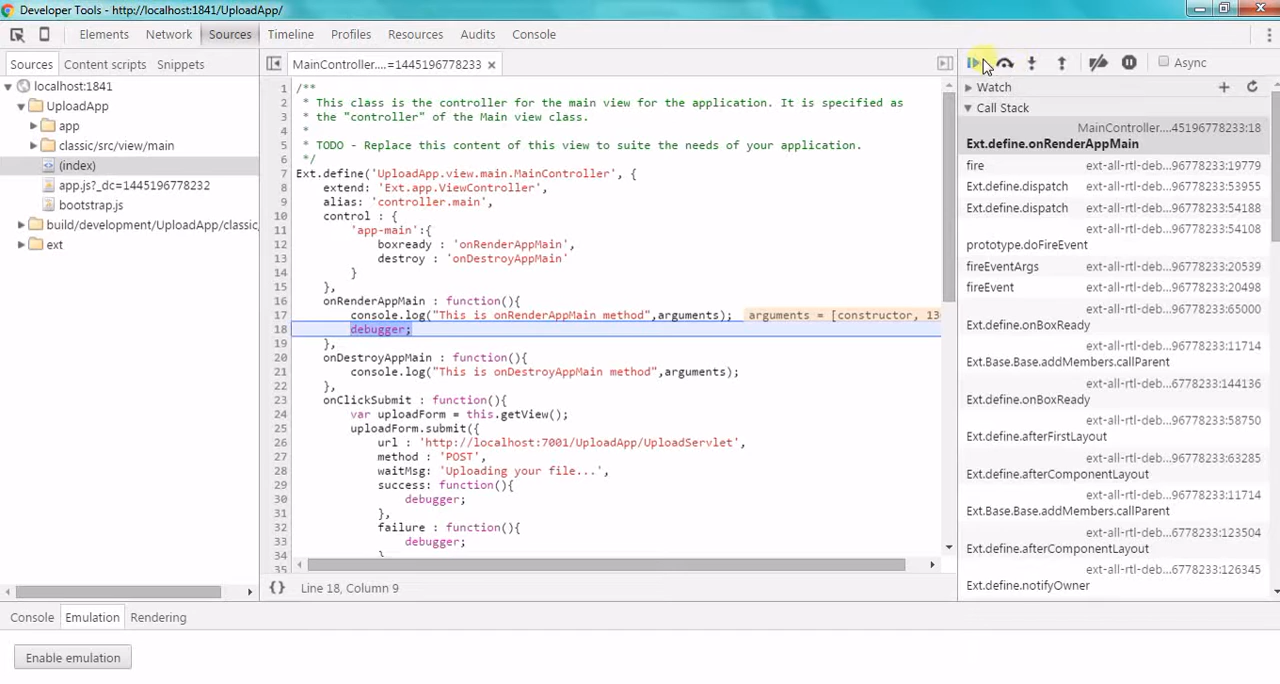 Developer Tools - http://localhost:1841/UploadApp/
Elements Network Sources Timeline Profiles Resources Audits Console
Sources Content scripts Snippets
MainController....=1445196778233 ×
Async
localhost:1841
UploadApp
app
classic/src/view/main
(index)
app.js?_dc=1445196778232
bootstrap.js
build/development/UploadApp/classic
ext
1 /**
2 * This class is the controller for the main view for the application. It is specified as
3 * the "controller" of the Main view class.
4 *
5 * TODO - Replace this content of this view to suite the needs of your application.
6 */
7 Ext.define('UploadApp.view.main.MainController', {
8 extend: 'Ext.app.ViewController',
9 alias: 'controller.main',
10 control : {
11 'app-main':{
12 boxready : 'onRenderAppMain',
13 destroy : 'onDestroyAppMain'
14 }
15 },
16 onRenderAppMain : function(){
17 console.log("This is onRenderAppMain method",arguments); arguments = [constructor, 13
18 debugger;
19 },
20 onDestroyAppMain : function(){
21 console.log("This is onDestroyAppMain method",arguments);
22 },
23 onClickSubmit : function(){
24 var uploadForm = this.getView();
25 uploadForm.submit({
26 url : 'http://localhost:7001/UploadApp/UploadServlet',
27 method : 'POST',
28 waitMsg: 'Uploading your file...',
29 success: function(){
30 debugger;
31 },
32 failure : function(){
33 debugger;
34 }
35
{} Line 18, Column 9
Watch
Call Stack
MainController....45196778233:18
Ext.define.onRenderAppMain
fire ext-all-rtl-deb...96778233:19779
Ext.define.dispatch ext-all-rtl-deb...96778233:53955
Ext.define.dispatch ext-all-rtl-deb...96778233:54188
ext-all-rtl-deb...96778233:54108
prototype.doFireEvent
fireEventArgs ext-all-rtl-deb...96778233:20539
fireEvent ext-all-rtl-deb...96778233:20498
ext-all-rtl-deb...96778233:65000
Ext.define.onBoxReady
ext-all-rtl-deb...96778233:11714
Ext.Base.Base.addMembers.callParent
ext-all-rtl-deb...6778233:144136
Ext.define.onBoxReady
ext-all-rtl-deb...96778233:58750
Ext.define.afterFirstLayout
ext-all-rtl-deb...96778233:63285
Ext.define.afterComponentLayout
ext-all-rtl-deb...96778233:11714
Ext.Base.Base.addMembers.callParent
ext-all-rtl-deb...6778233:123504
Ext.define.afterComponentLayout
ext-all-rtl-deb...6778233:126345
Ext.define.notifyOwner
Console Emulation Rendering
Enable emulation